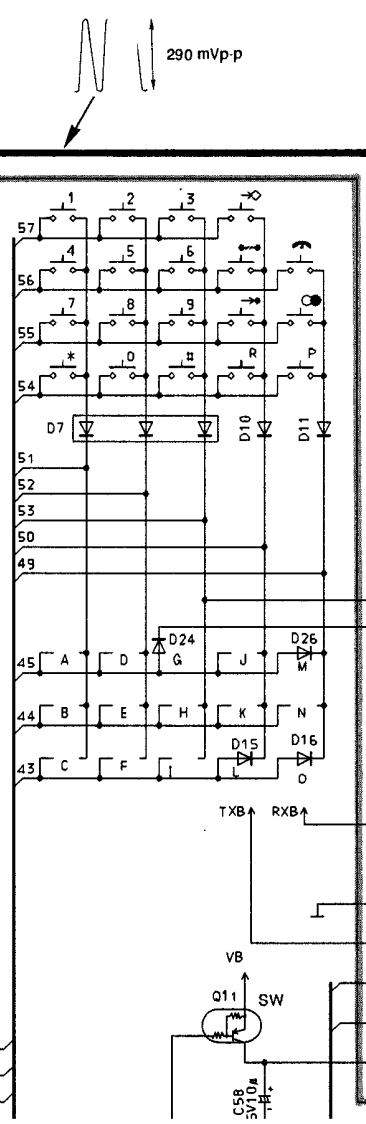 290 mVp-p
57 1 2 3
56 4 5 6
55 7 8 9
54 * 0 # R P
D7 D10 D11
51
52
53
50
49
D24 D26
45 A D G J M
44 B E H K N
D15 D16
43 C F I L O
TXB RXB
VB
Q11 SW
C58
6V10µ
+